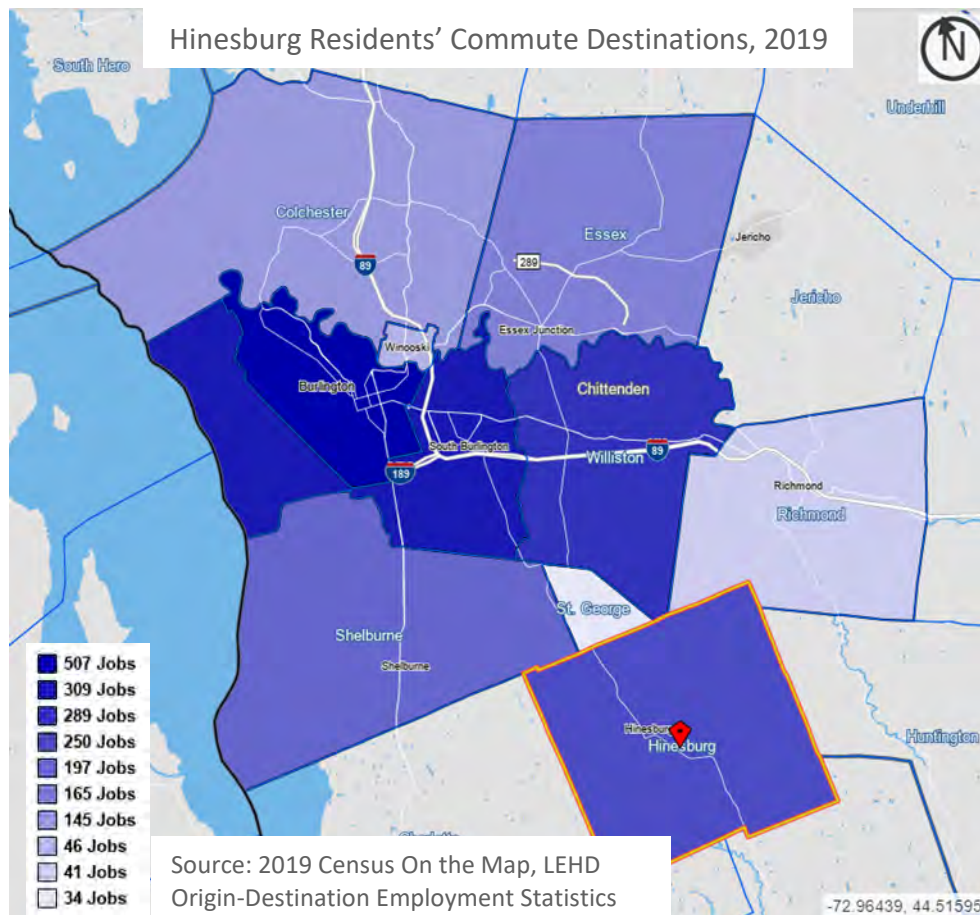 Hinesburg Residents' Commute Destinations, 2019
N
South Hero
Underhill
Colchester
Essex
Jericho
89
289
Jericho
Essex Junction
Winooski
Burlington
Chittenden
South Burlington
89
Williston
189
Richmond
Richmond
St. George
Shelburne
Shelburne
Hinesburg
Hinesburg
Huntington
Charlotte
507 Jobs
309 Jobs
289 Jobs
250 Jobs
197 Jobs
165 Jobs
145 Jobs
46 Jobs
41 Jobs
34 Jobs
Source: 2019 Census On the Map, LEHD
Origin-Destination Employment Statistics
-72.96439, 44.51595